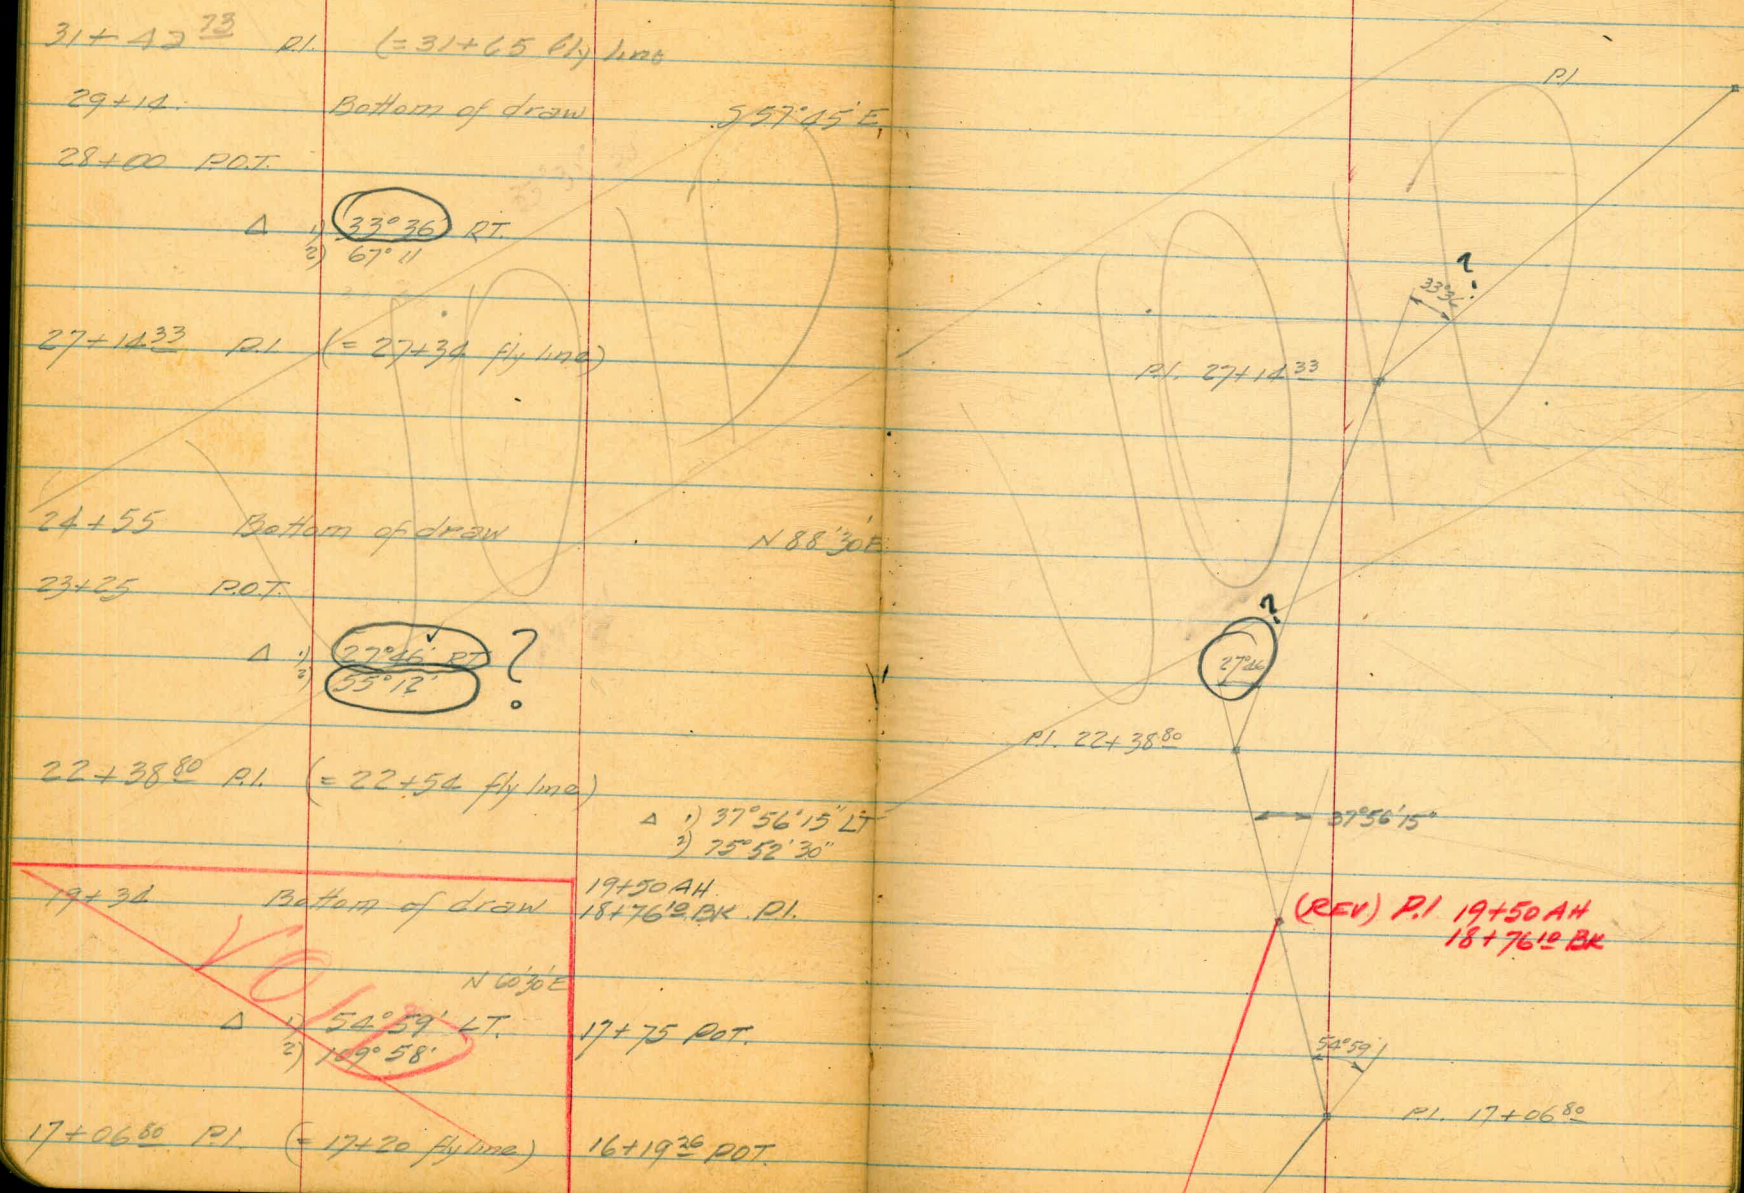 31+42 73 P.I. (=31+65 fly line
29+14. Bottom of draw S 57°45' E
28+00 P.O.T.
Δ 1) 33°36' RT.
2) 67°11
27+14 33 P.I. (=27+34 fly line)
24+55 Bottom of draw N 88°30' E
23+25 P.O.T.
Δ 1) 27°46' RT ?
2) 55°12'
22+38 80 P.I. (=22+54 fly line)
Δ 1) 37°56'15" LT
2) 75°52'30"
19+34 Bottom of draw
19+50 AH.
18+76 10 BK. P.I.
N 60°30' E
Δ 1) 54°59' LT.
2) 109°58'
17+75 POT.
17+06 80 P.I. (=17+20 fly line)
16+19 26 POT.
VOID
VOID
P.I.
?
33°36'
P.I. 27+14 33
?
27°46
P.I. 22+38 80
37°56'15"
(REV) P.I. 19+50 AH
18+76 10 BK
54°59'
P.I. 17+06 80
VOID